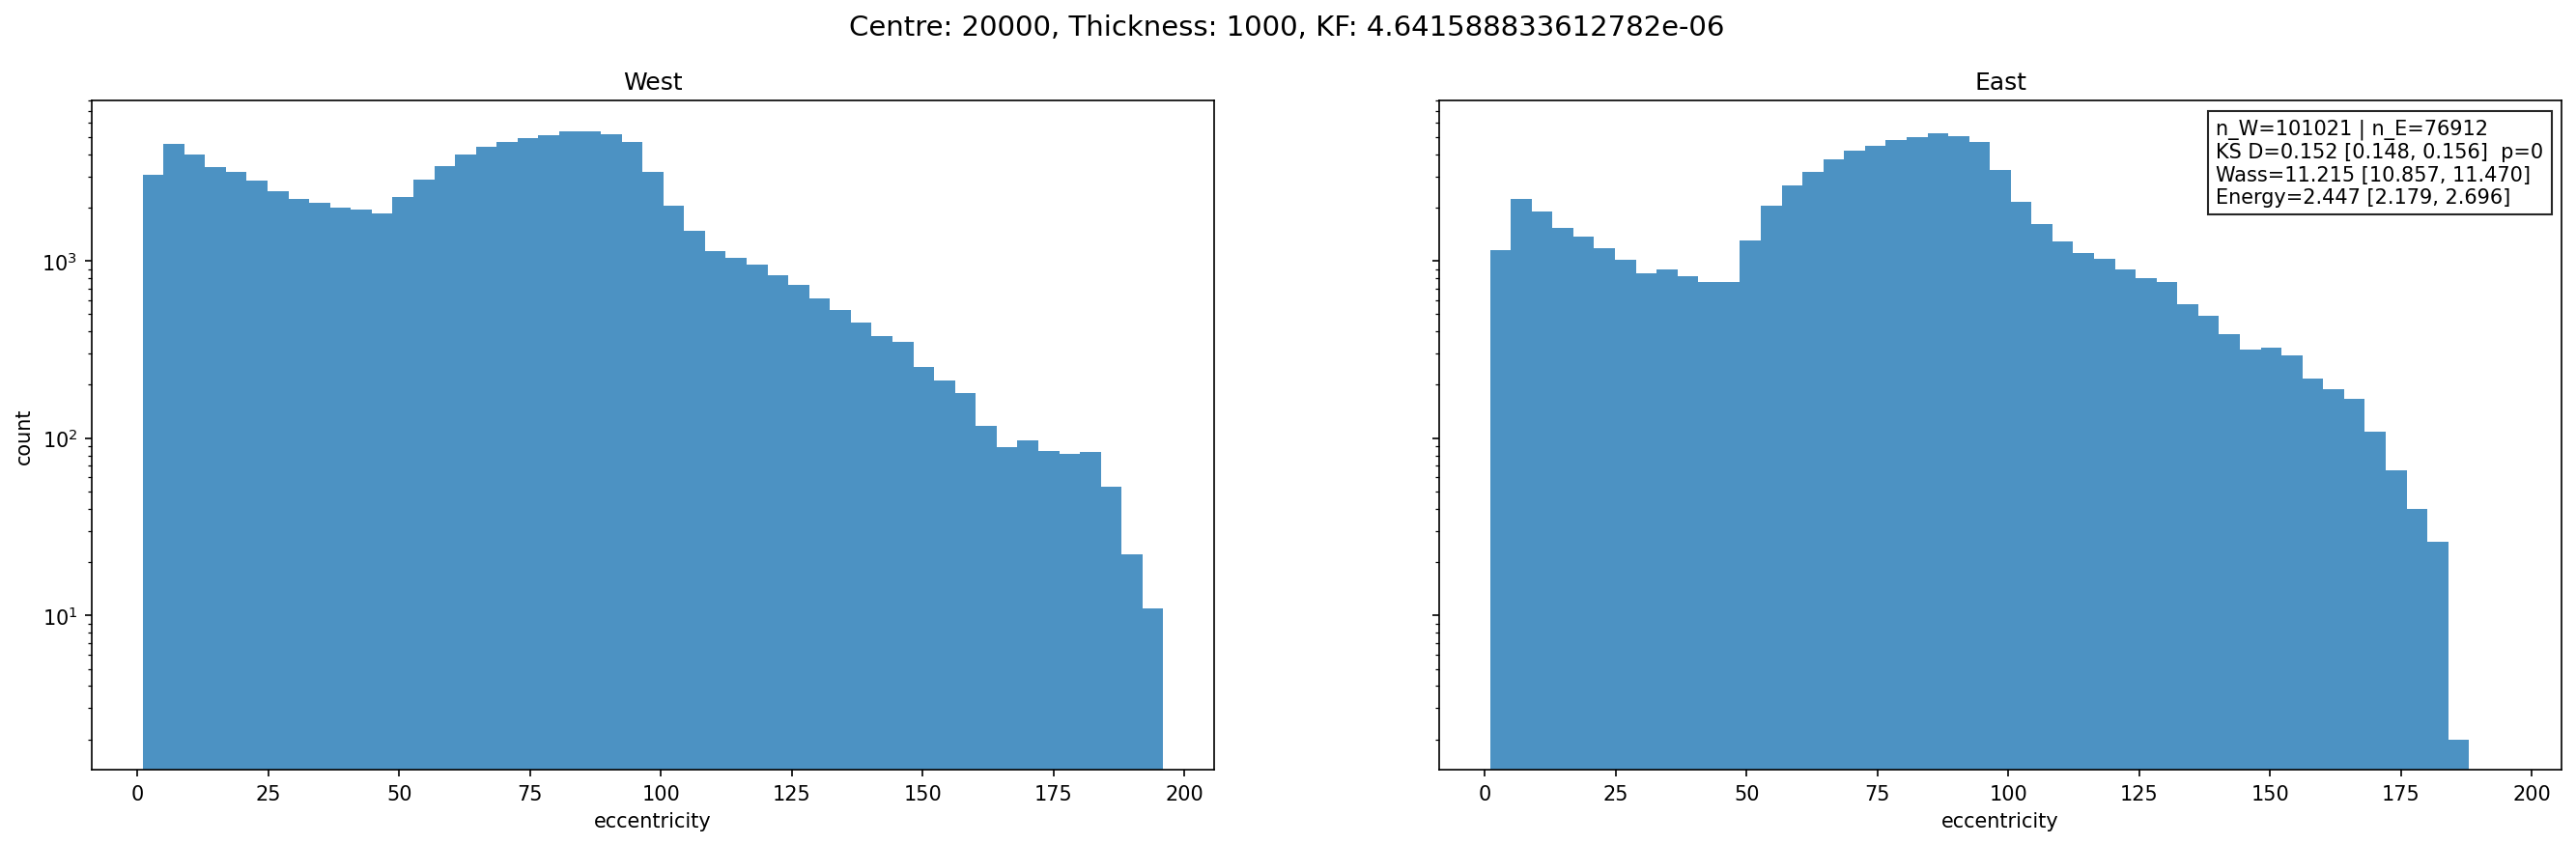 Centre: 20000, Thickness: 1000, KF: 4.641588833612782e-06
West
count
10³
10²
10¹
0 25 50 75 100 125 150 175 200
eccentricity
East
n_W=101021 | n_E=76912
KS D=0.152 [0.148, 0.156]  p=0
Wass=11.215 [10.857, 11.470]
Energy=2.447 [2.179, 2.696]
0 25 50 75 100 125 150 175 200
eccentricity